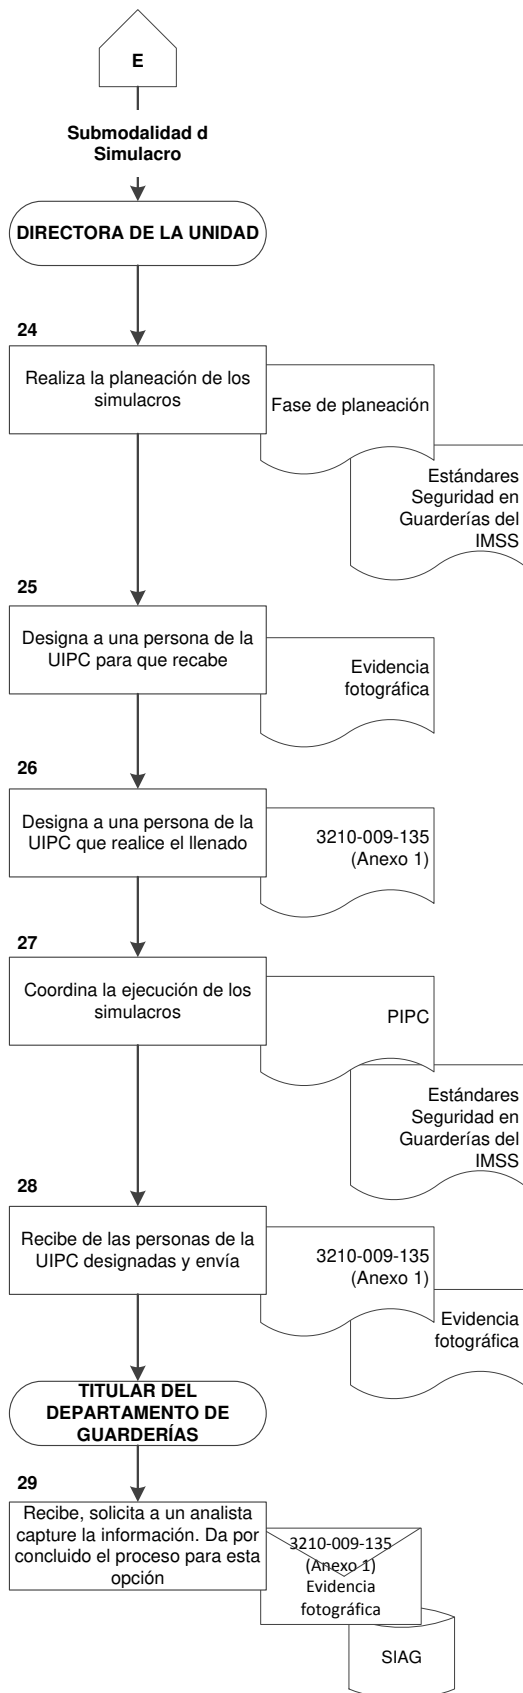 E
Submodalidad d
Simulacro
DIRECTORA DE LA UNIDAD
24
Realiza la planeación de los
simulacros
Fase de planeación
Estándares
Seguridad en
Guarderías del
IMSS
25
Designa a una persona de la
UIPC para que recabe
Evidencia
fotográfica
26
Designa a una persona de la
UIPC que realice el llenado
3210-009-135
(Anexo 1)
27
Coordina la ejecución de los
simulacros
PIPC
Estándares
Seguridad en
Guarderías del
IMSS
28
Recibe de las personas de la
UIPC designadas y envía
3210-009-135
(Anexo 1)
Evidencia
fotográfica
TITULAR DEL
DEPARTAMENTO DE
GUARDERÍAS
29
Recibe, solicita a un analista
capture la información. Da por
concluido el proceso para esta
opción
3210-009-135
(Anexo 1)
Evidencia
fotográfica
SIAG